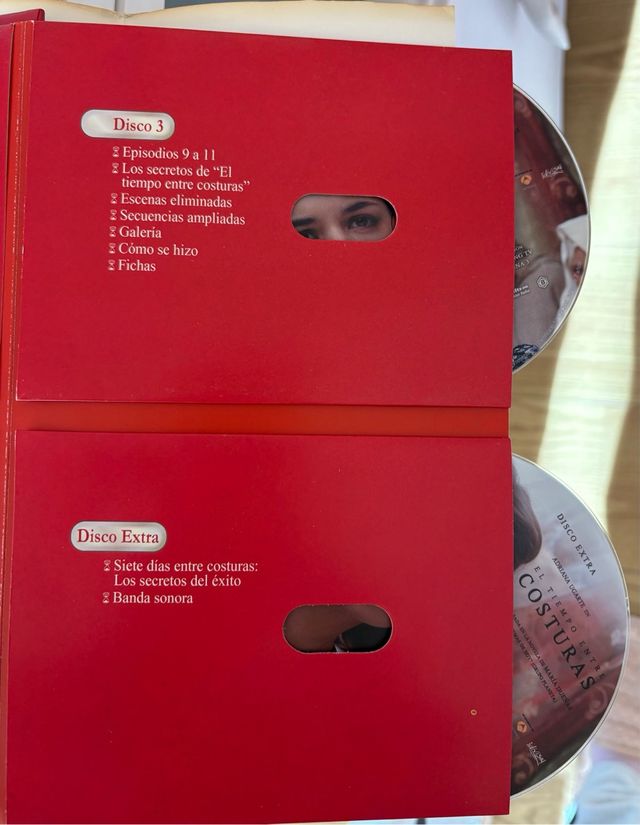 Disco 3
Episodios 9 a 11
Los secretos de “El
tiempo entre costuras”
Escenas eliminadas
Secuencias ampliadas
Galería
Cómo se hizo
Fichas
Disco Extra
Siete días entre costuras:
Los secretos del éxito
Banda sonora
DISCO EXTRA
ADRIANA UGARTE EN
EL TIEMPO ENTRE
COSTURAS